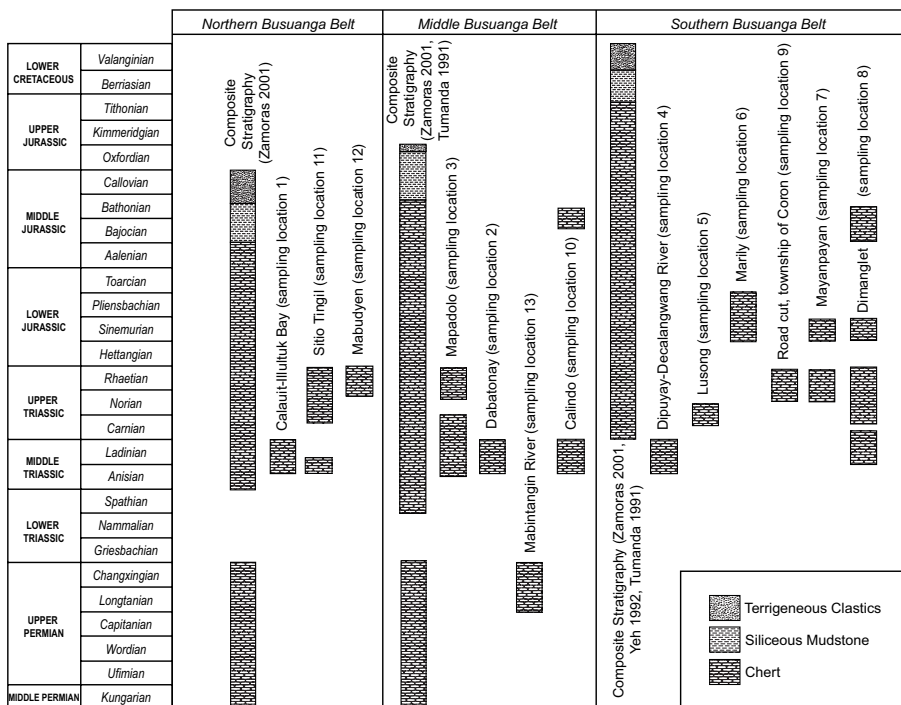 Northern Busuanga Belt
Middle Busuanga Belt
Southern Busuanga Belt
LOWER
CRETACEOUS
Valanginian
Berriasian
UPPER
JURASSIC
Tithonian
Kimmeridgian
Oxfordian
MIDDLE
JURASSIC
Callovian
Bathonian
Bajocian
Aalenian
LOWER
JURASSIC
Toarcian
Pliensbachian
Sinemurian
Hettangian
UPPER
TRIASSIC
Rhaetian
Norian
Carnian
MIDDLE
TRIASSIC
Ladinian
Anisian
LOWER
TRIASSIC
Spathian
Nammalian
Griesbachian
UPPER
PERMIAN
Changxingian
Longtanian
Capitanian
Wordian
Ufimian
MIDDLE PERMIAN
Kungarian
Composite
Stratigraphy
(Zamoras 2001)
Calauit-Illultuk Bay (sampling location 1)
Sitio Tingil (sampling location 11)
Mabudyen (sampling location 12)
Composite
Stratigraphy
(Zamoras 2001,
Tumanda 1991)
Mapadolo (sampling location 3)
Dabatonay (sampling location 2)
Mabintangin River (sampling location 13)
Calindo (sampling location 10)
Composite Stratigraphy (Zamoras 2001,
Yeh 1992, Tumanda 1991)
Dipuyay-Decalangwang River (sampling location 4)
Lusong (sampling location 5)
Marily (sampling location 6)
Road cut, township of Coron (sampling location 9)
Mayanpayan (sampling location 7)
Dimanglet (sampling location 8)
Terrigeneous Clastics
Siliceous Mudstone
Chert